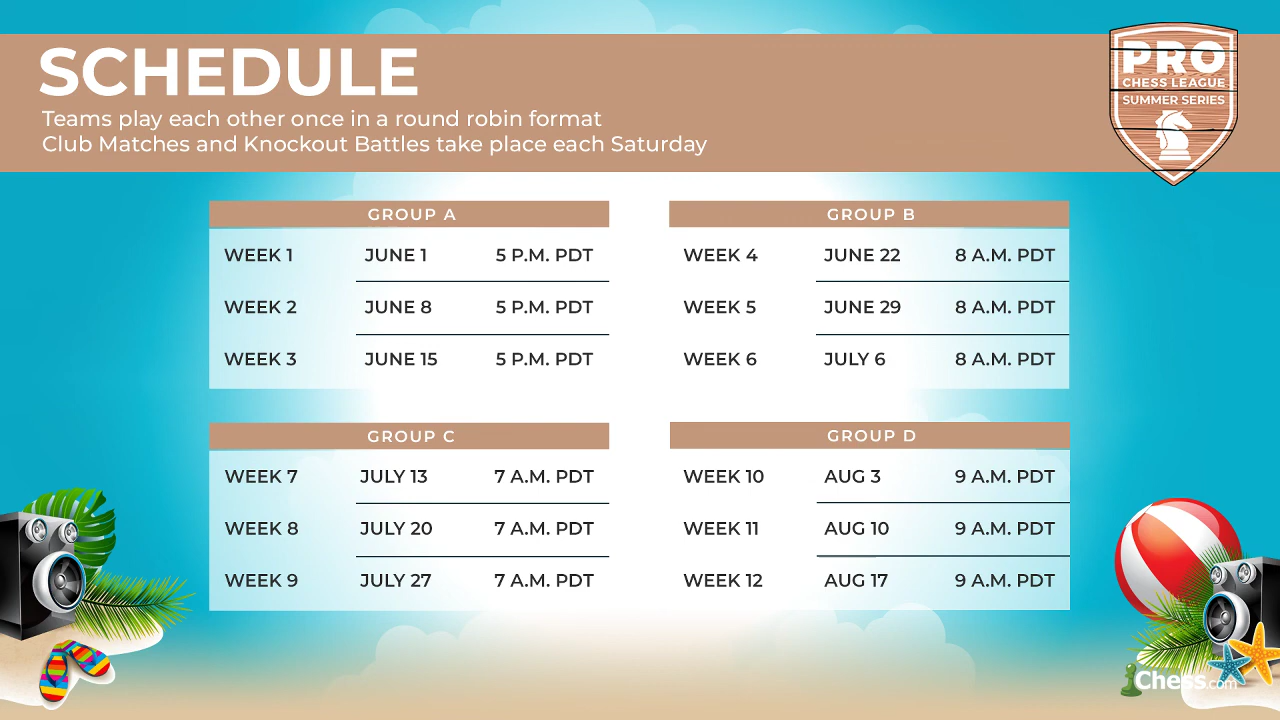 SCHEDULE
Teams play each other once in a round robin format
Club Matches and Knockout Battles take place each Saturday
PRO
CHESS LEAGUE
SUMMER SERIES
GROUP A
WEEK 1 JUNE 1 5 P.M. PDT
WEEK 2 JUNE 8 5 P.M. PDT
WEEK 3 JUNE 15 5 P.M. PDT
GROUP B
WEEK 4 JUNE 22 8 A.M. PDT
WEEK 5 JUNE 29 8 A.M. PDT
WEEK 6 JULY 6 8 A.M. PDT
GROUP C
WEEK 7 JULY 13 7 A.M. PDT
WEEK 8 JULY 20 7 A.M. PDT
WEEK 9 JULY 27 7 A.M. PDT
GROUP D
WEEK 10 AUG 3 9 A.M. PDT
WEEK 11 AUG 10 9 A.M. PDT
WEEK 12 AUG 17 9 A.M. PDT
Chess.com